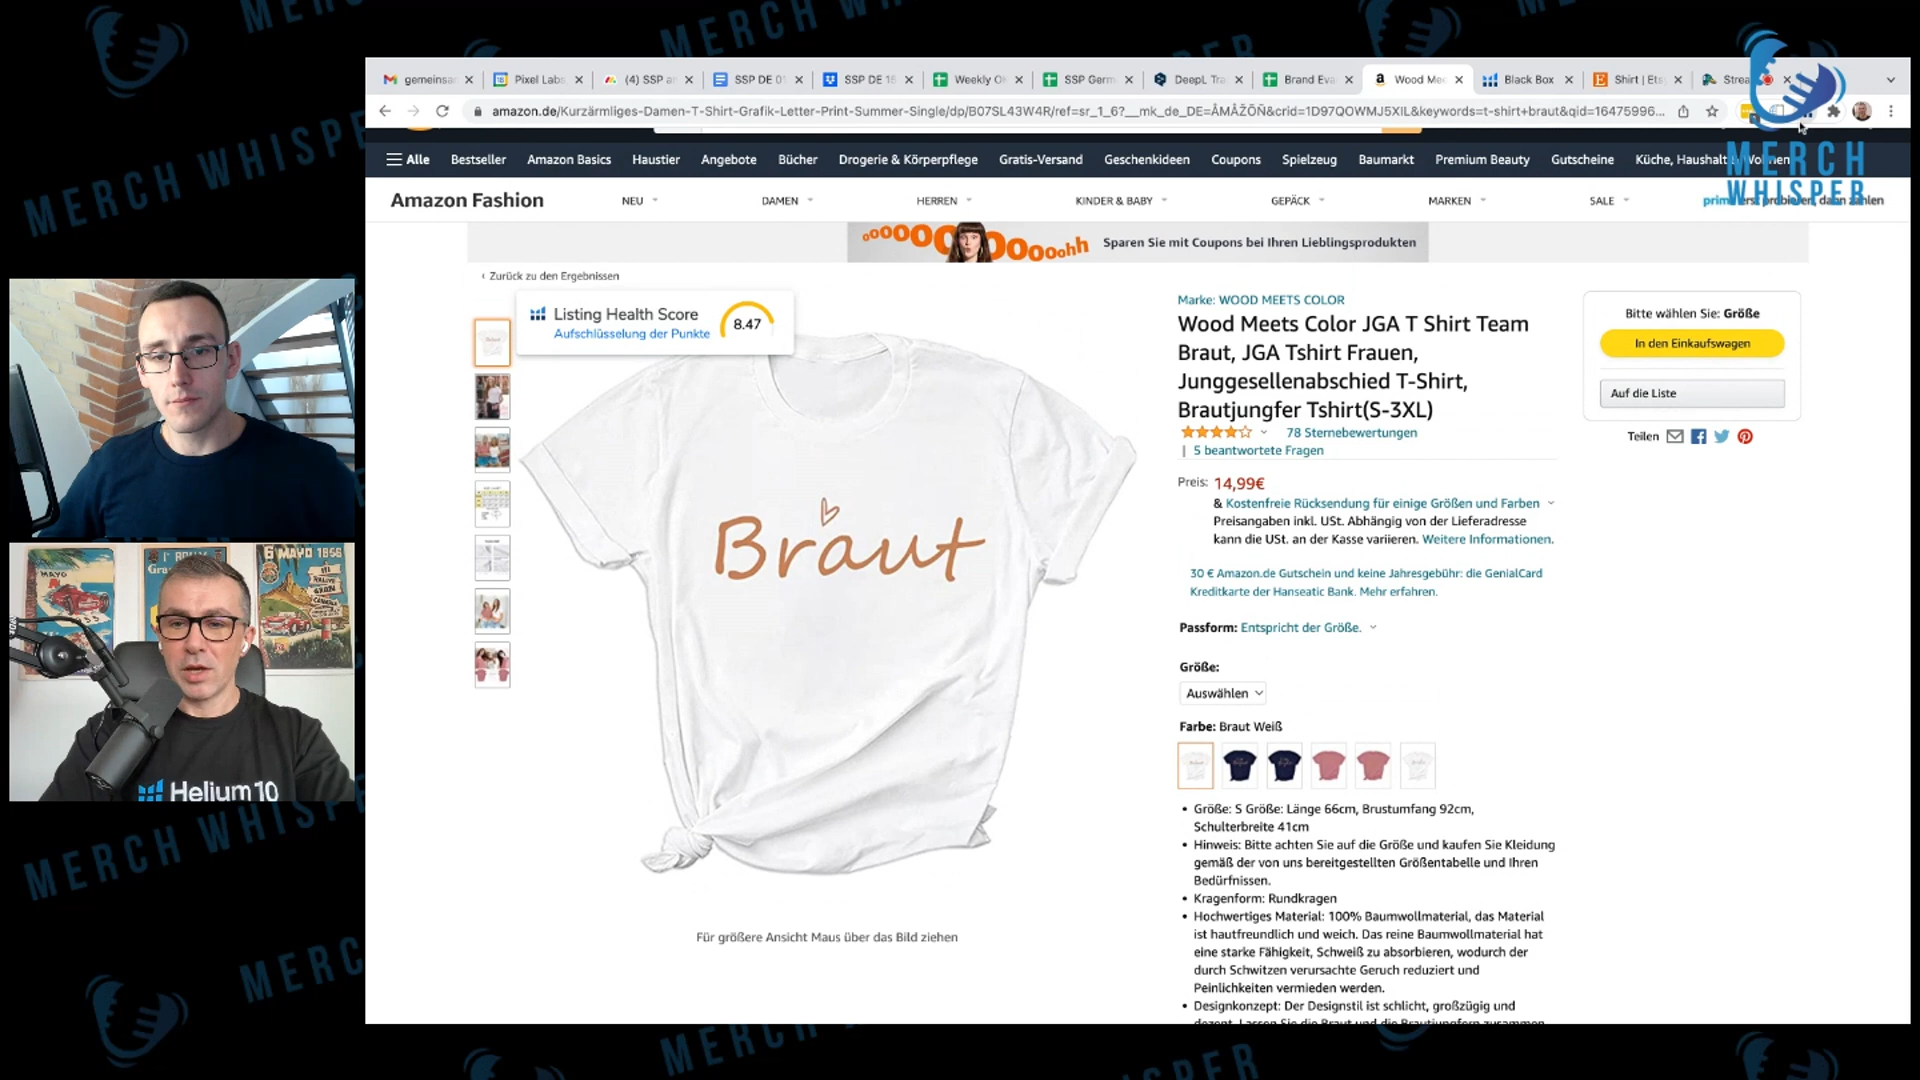 gemeinsa
Pixel Labs
(4) SSP a
SSP DE 01
SSP DE 15
Weekly O
SSP Germ
DeepL Tra
Brand Eva
Wood Mee
Black Box
Shirt | Ets
Strea
amazon.de/Kurzärmliges-Damen-T-Shirt-Grafik-Letter-Print-Summer-Single/dp/B07SL43W4R/ref=sr_1_6?__mk_de_DE=ÅMÅŽÕÑ&crid=1D97QOWMJ5XIL&keywords=t-shirt+braut&qid=16475996...
Alle Bestseller Amazon Basics Haustier Angebote Bücher Drogerie & Körperpflege Gratis-Versand Geschenkideen Coupons Spielzeug Baumarkt Premium Beauty Gutscheine Küche, Haushalt & Wohnen
MERCH
WHISPER
Amazon Fashion NEU DAMEN HERREN KINDER & BABY GEPÄCK MARKEN SALE
Sparen Sie mit Coupons bei Ihren Lieblingsprodukten
‹ Zurück zu den Ergebnissen
Listing Health Score
Aufschlüsselung der Punkte
8.47
Braut
Für größere Ansicht Maus über das Bild ziehen
Marke: WOOD MEETS COLOR
Wood Meets Color JGA T Shirt Team
Braut, JGA Tshirt Frauen,
Junggesellenabschied T-Shirt,
Brautjungfer Tshirt(S-3XL)
78 Sternebewertungen
| 5 beantwortete Fragen
Preis: 14,99€
& Kostenfreie Rücksendung für einige Größen und Farben
Preisangaben inkl. USt. Abhängig von der Lieferadresse
kann die USt. an der Kasse variieren. Weitere Informationen.
30 € Amazon.de Gutschein und keine Jahresgebühr: die GenialCard
Kreditkarte der Hanseatic Bank. Mehr erfahren.
Passform: Entspricht der Größe.
Größe:
Auswählen
Farbe: Braut Weiß
• Größe: S Größe: Länge 66cm, Brustumfang 92cm,
Schulterbreite 41cm
• Hinweis: Bitte achten Sie auf die Größe und kaufen Sie Kleidung
gemäß der von uns bereitgestellten Größentabelle und Ihren
Bedürfnissen.
• Kragenform: Rundkragen
• Hochwertiges Material: 100% Baumwollmaterial, das Material
ist hautfreundlich und weich. Das reine Baumwollmaterial hat
eine starke Fähigkeit, Schweiß zu absorbieren, wodurch der
durch Schwitzen verursachte Geruch reduziert und
Peinlichkeiten vermieden werden.
• Designkonzept: Der Designstil ist schlicht, großzügig und
Bitte wählen Sie: Größe
In den Einkaufswagen
Auf die Liste
Teilen
6 MAYO 1956
MAYO
Helium 10
MERCH WHISPER